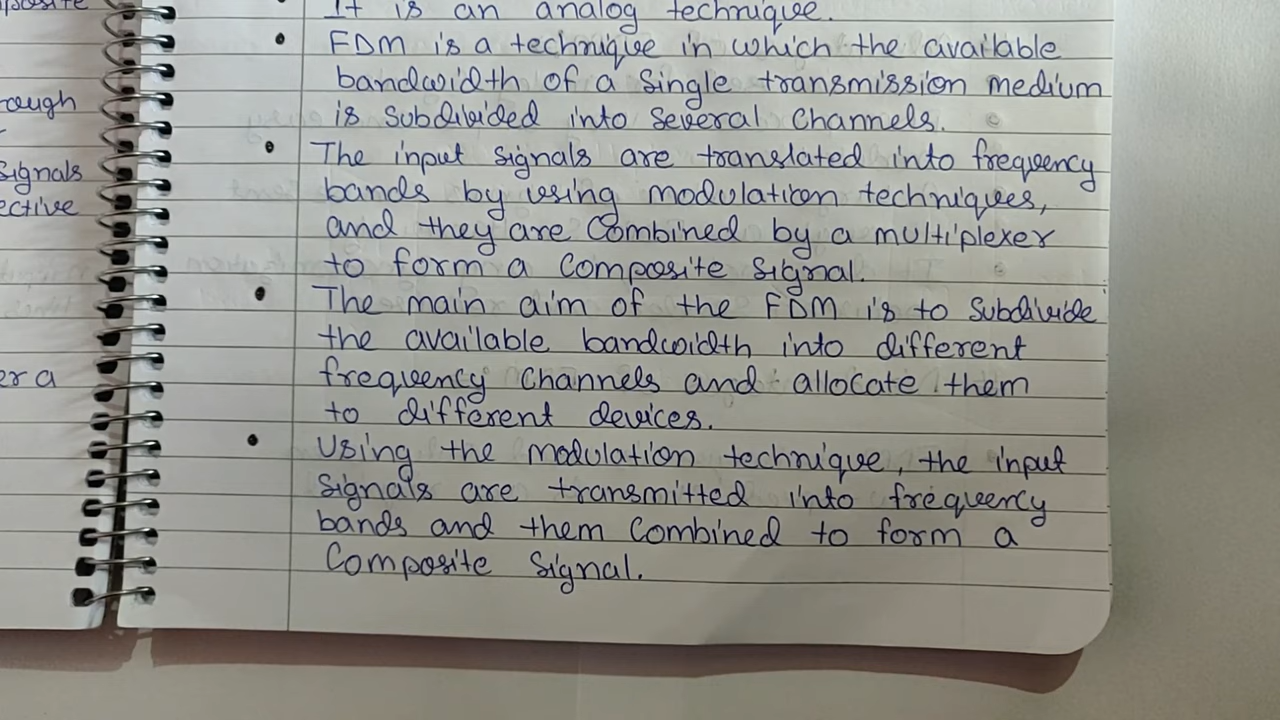 It is an analog technique.
• FDM is a technique in which the available
bandwidth of a single transmission medium
is subdivided into several channels.
• The input signals are translated into frequency
bands by using modulation techniques,
and they are combined by a multiplexer
to form a composite signal.
• The main aim of the FDM is to subdivide
the available bandwidth into different
frequency channels and allocate them
to different devices.
• Using the modulation technique, the input
signals are transmitted into frequency
bands and them combined to form a
composite signal.
ough
signals
ective
er a